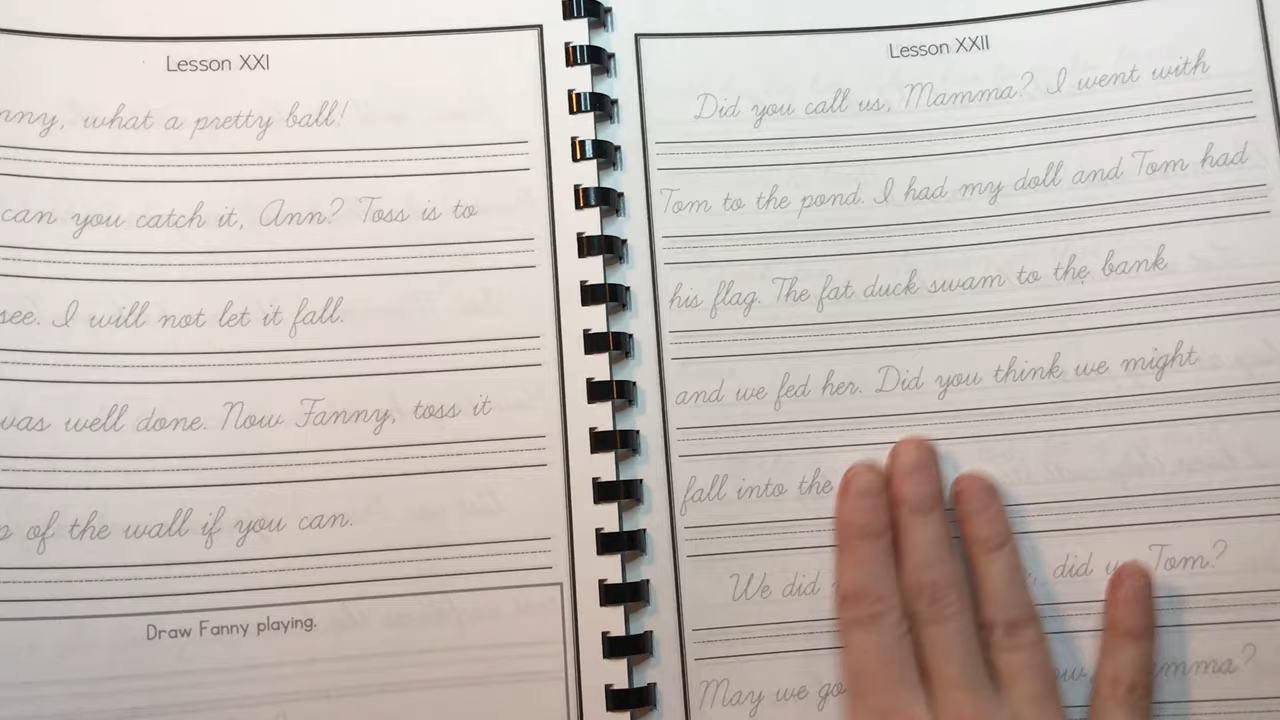 Lesson XXI
what a pretty ball!
can you catch it, Ann? Toss is to
see. I will not let it fall.
was well done. Now Fanny, toss it
of the wall if you can.
Draw Fanny playing.
Lesson XXII
Did you call us, Mamma? I went with
Tom to the pond. I had my doll and Tom had
his flag. The fat duck swam to the bank
and we fed her. Did you think we might
fall into the
We did did Tom?
May we go